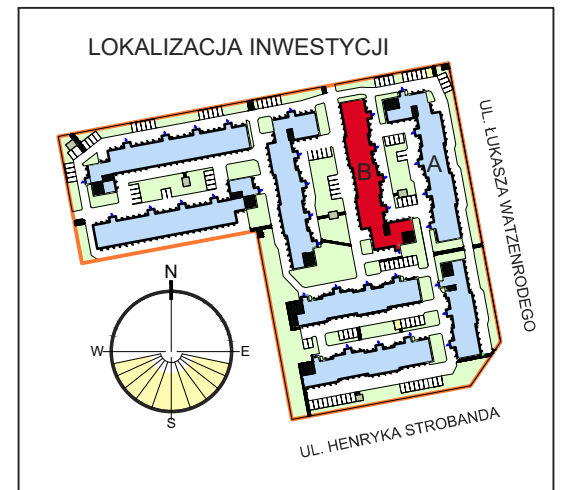 LOKALIZACJA INWESTYCJI
B
A
UL. ŁUKASZA WATZENRODEGO
N
W
E
S
UL. HENRYKA STROBANDA